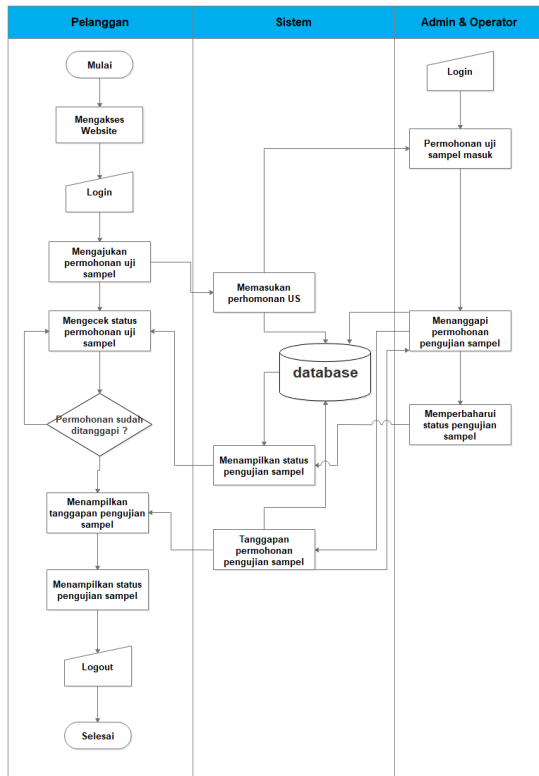 Pelanggan
Sistem
Admin & Operator
Mulai
Mengakses
Website
Login
Mengajukan
permohonan uji
sampel
Mengecek status
permohonan uji
sampel
Permohonan sudah
ditanggapi ?
Menampilkan
tanggapan pengujian
sampel
Menampilkan status
pengujian sampel
Logout
Selesai
Memasukan
perhomonan US
database
Menampilkan status
pengujian sampel
Tanggapan
permohonan
pengujian sampel
Login
Permohonan uji
sampel masuk
Menanggapi
permohonan
pengujian sampel
Memperbaharui
status pengujian
sampel